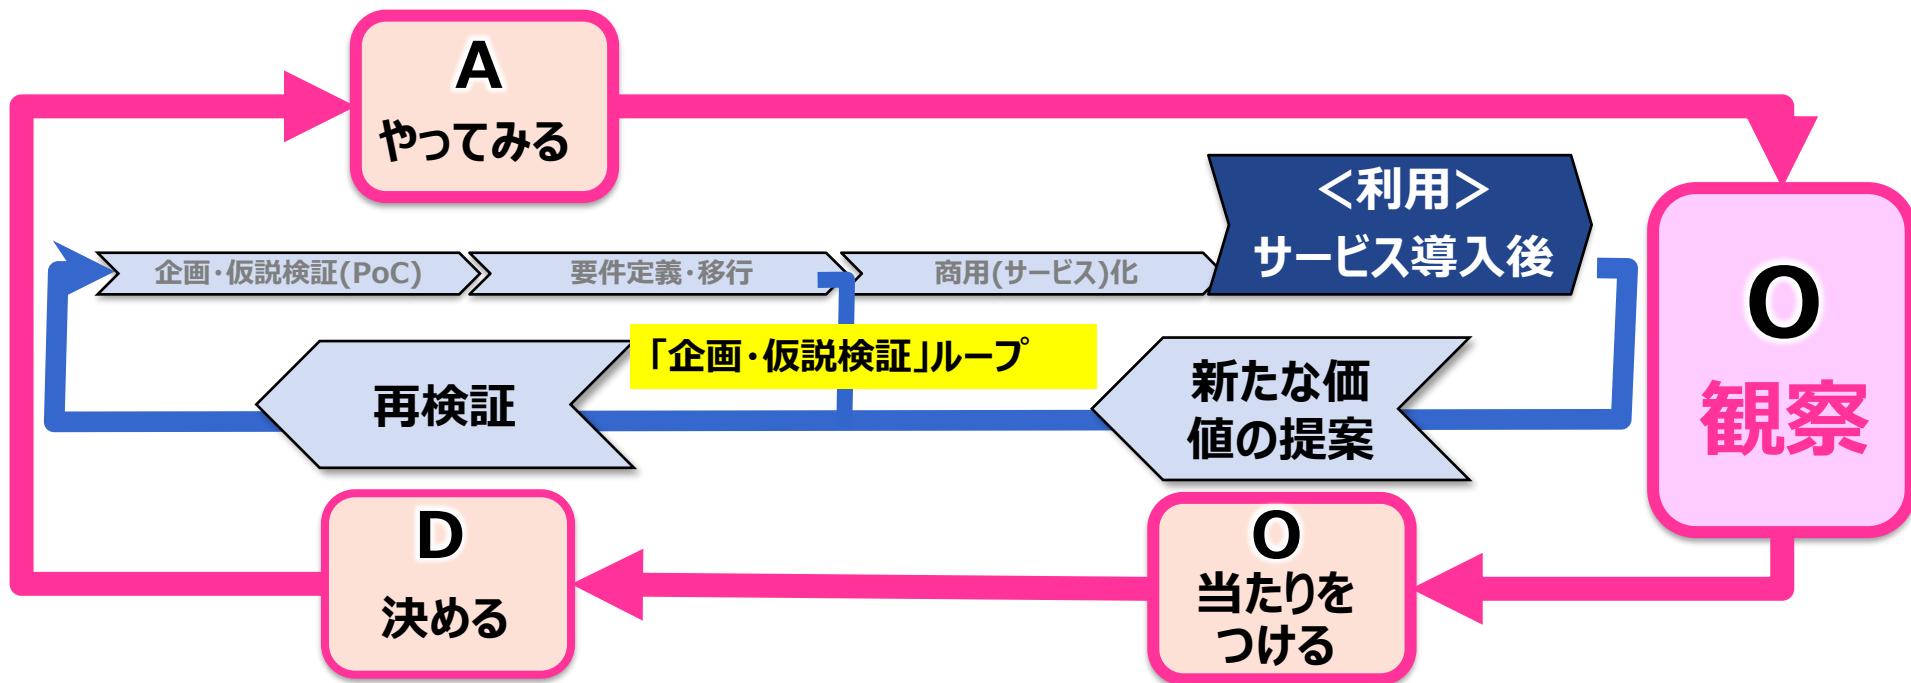 A
やってみる
＜利用＞
サービス導入後
企画・仮説検証(PoC)
要件定義・移行
商用(サービス)化
O
観察
「企画・仮説検証」ループ
再検証
新たな価
値の提案
D
決める
O
当たりを
つける